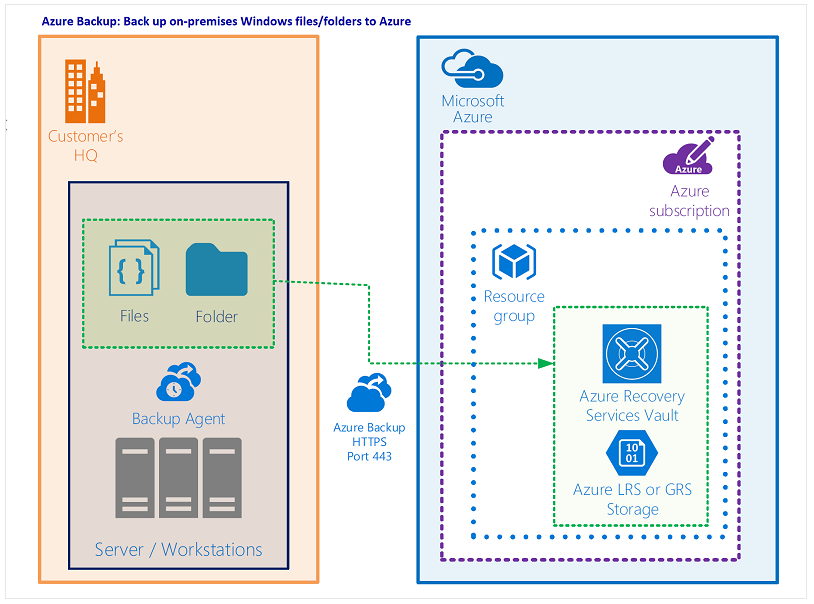 Azure Backup: Back up on-premises Windows files/folders to Azure
Customer's
HQ
Files
Folder
Backup Agent
Server / Workstations
Azure Backup
HTTPS
Port 443
Microsoft
Azure
Azure
Azure
subscription
Resource
group
Azure Recovery
Services Vault
10
01
Azure LRS or GRS
Storage